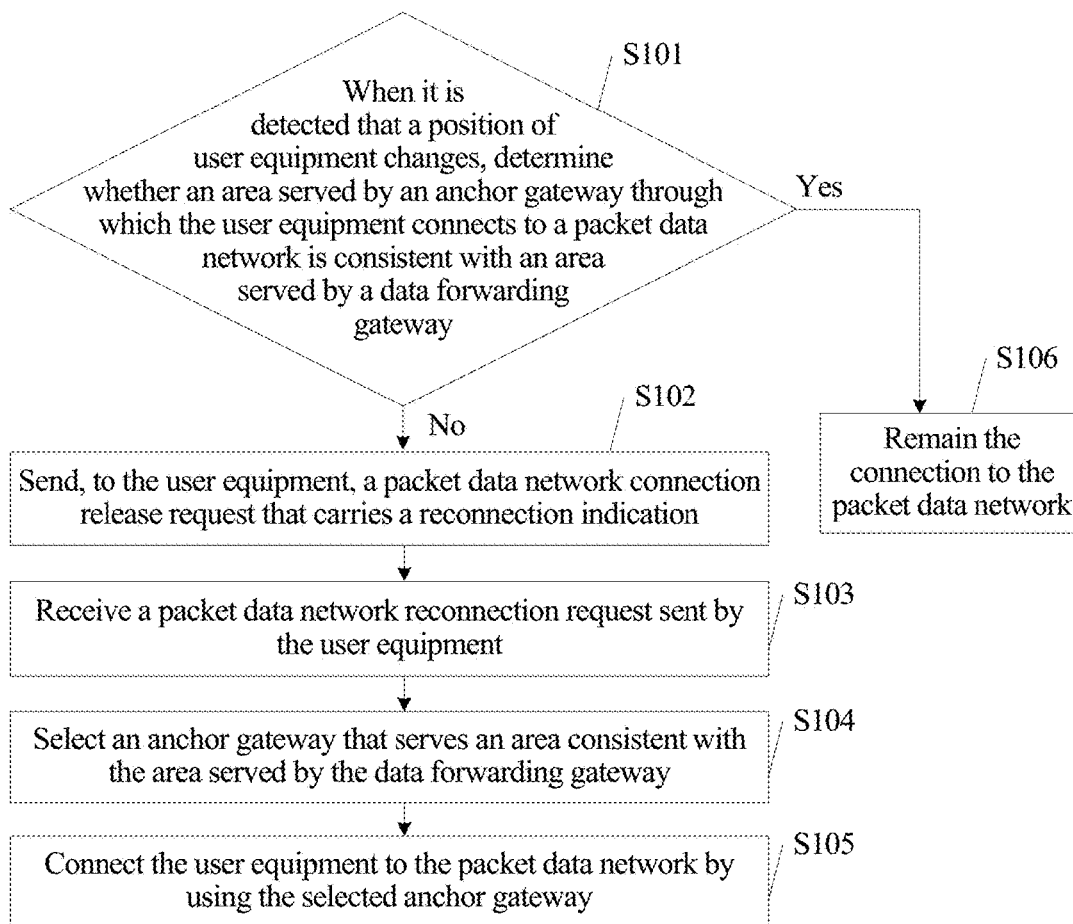 S101
When it is
detected that a position of
user equipment changes, determine
whether an area served by an anchor gateway through
which the user equipment connects to a packet data
network is consistent with an area
served by a data forwarding
gateway
Yes
S106
Remain the
connection to the
packet data network
No
S102
Send, to the user equipment, a packet data network connection
release request that carries a reconnection indication
S103
Receive a packet data network reconnection request sent by
the user equipment
S104
Select an anchor gateway that serves an area consistent with
the area served by the data forwarding gateway
S105
Connect the user equipment to the packet data network by
using the selected anchor gateway